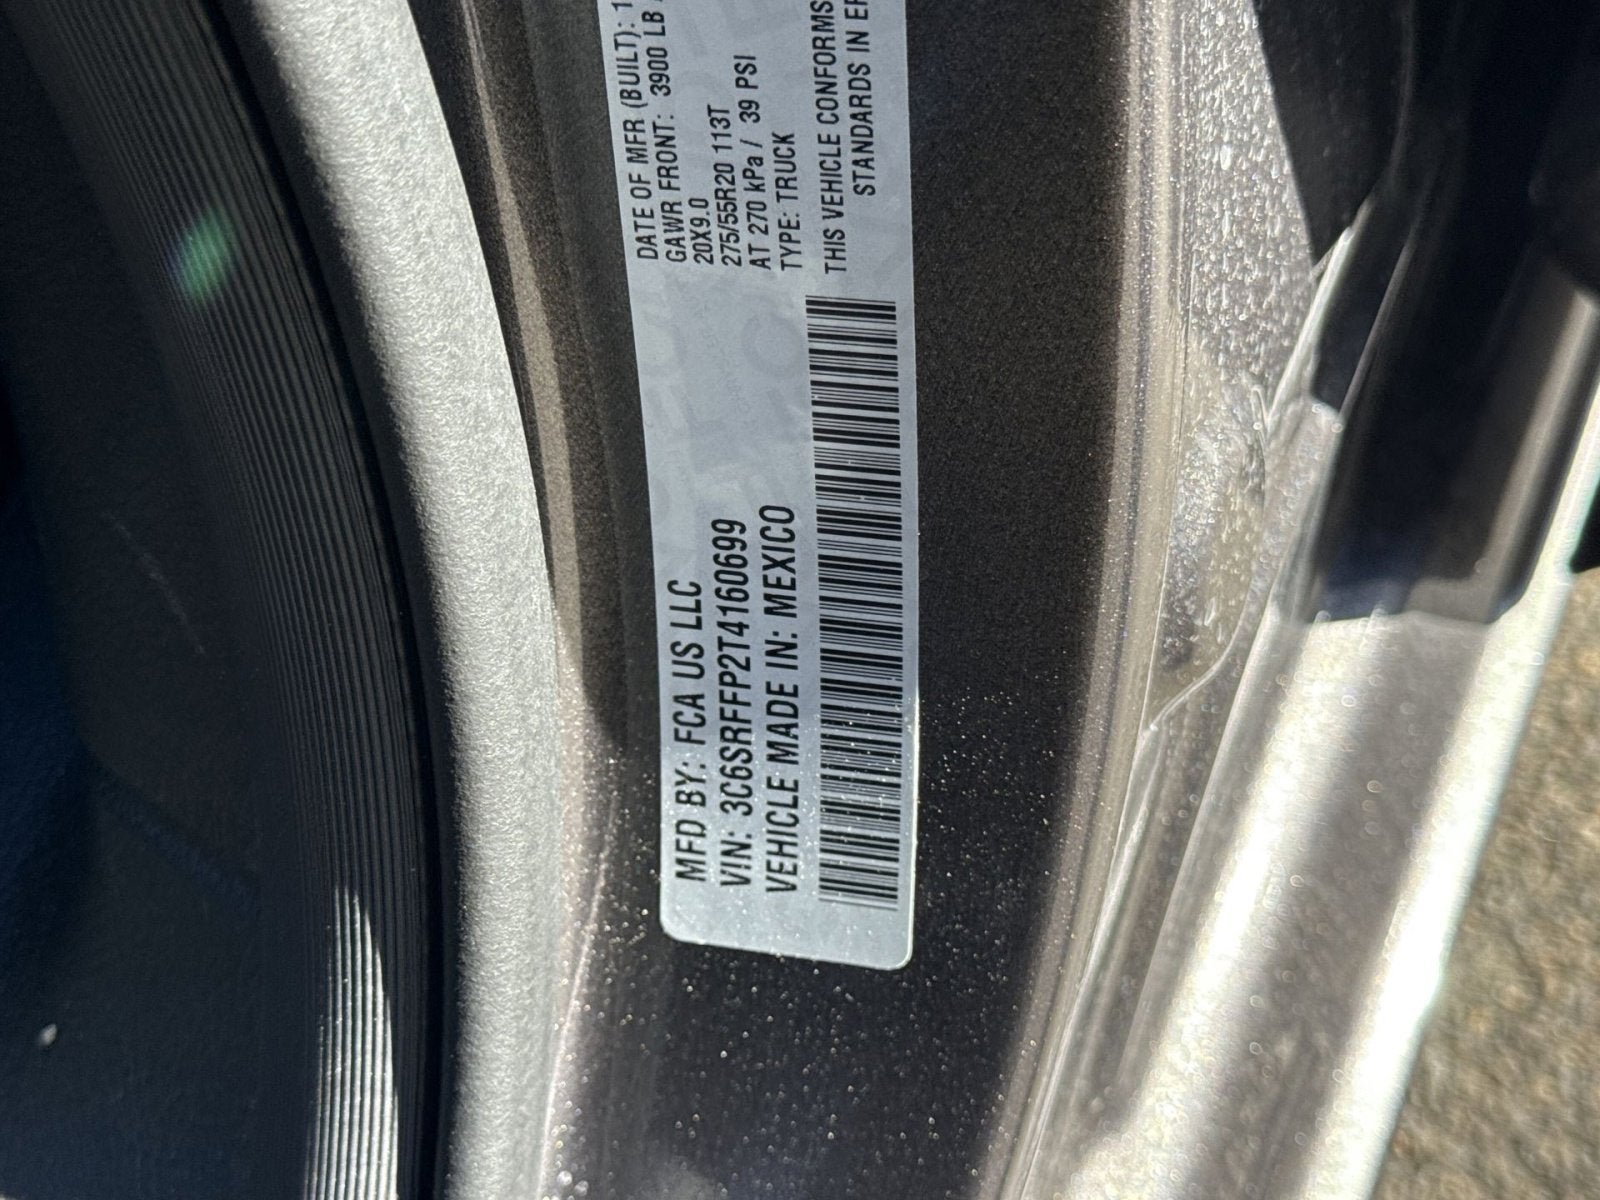 MFD BY: FCA US LLC
VIN: 3C6SRFFP2T4160699
VEHICLE MADE IN: MEXICO
DATE OF MFR (BUILT): 1
GAWR FRONT: 3900 LB
20X9.0
275/55R20 113T
AT 270 kPa / 39 PSI
TYPE: TRUCK
THIS VEHICLE CONFORMS
STANDARDS IN